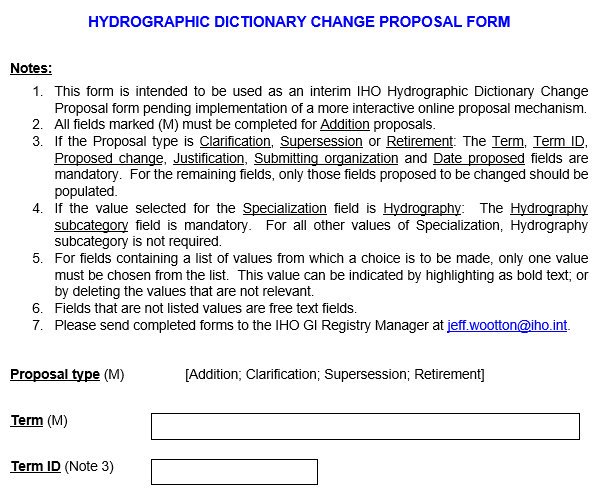 HYDROGRAPHIC DICTIONARY CHANGE PROPOSAL FORM
Notes:
1. This form is intended to be used as an interim IHO Hydrographic Dictionary Change
Proposal form pending implementation of a more interactive online proposal mechanism.
2. All fields marked (M) must be completed for Addition proposals.
3. If the Proposal type is Clarification, Supersession or Retirement: The Term, Term ID,
Proposed change, Justification, Submitting organization and Date proposed fields are
mandatory. For the remaining fields, only those fields proposed to be changed should be
populated.
4. If the value selected for the Specialization field is Hydrography: The Hydrography
subcategory field is mandatory. For all other values of Specialization, Hydrography
subcategory is not required.
5. For fields containing a list of values from which a choice is to be made, only one value
must be chosen from the list. This value can be indicated by highlighting as bold text; or
by deleting the values that are not relevant.
6. Fields that are not listed values are free text fields.
7. Please send completed forms to the IHO GI Registry Manager at jeff.wootton@iho.int.
Proposal type (M) [Addition; Clarification; Supersession; Retirement]
Term (M)
Term ID (Note 3)